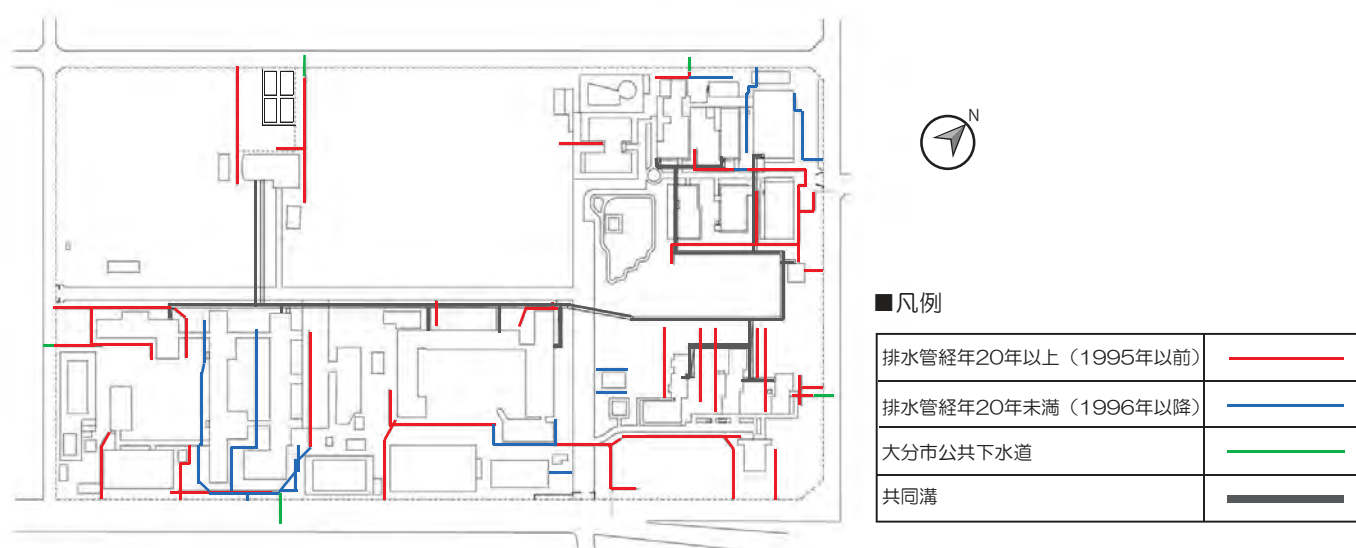 N
■凡例
排水管経年20年以上（1995年以前）
排水管経年20年未満（1996年以降）
大分市公共下水道
共同溝